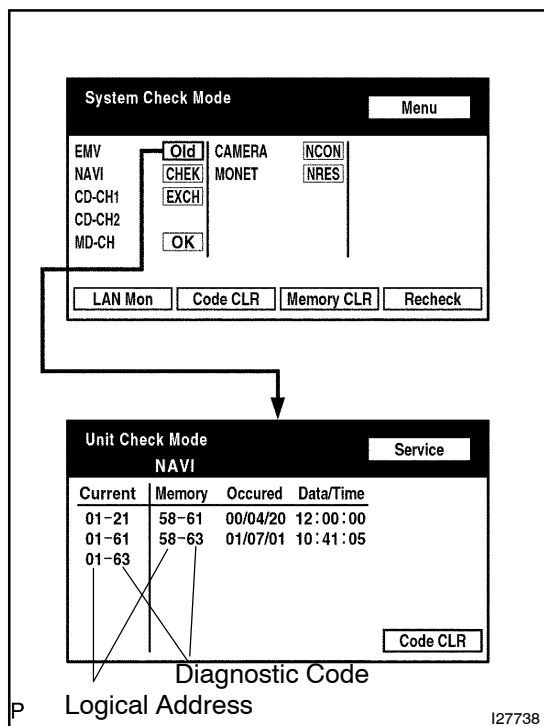 System Check Mode
Menu
EMV Old CAMERA NCON
NAVI CHEK MONET NRES
CD-CH1 EXCH
CD-CH2
MD-CH OK
LAN Mon Code CLR Memory CLR Recheck
Unit Check Mode
Service
NAVI
Current Memory Occured Data/Time
01-21 58-61 00/04/20 12:00:00
01-61 58-63 01/07/01 10:41:05
01-63
Code CLR
Diagnostic Code
P Logical Address
I27738